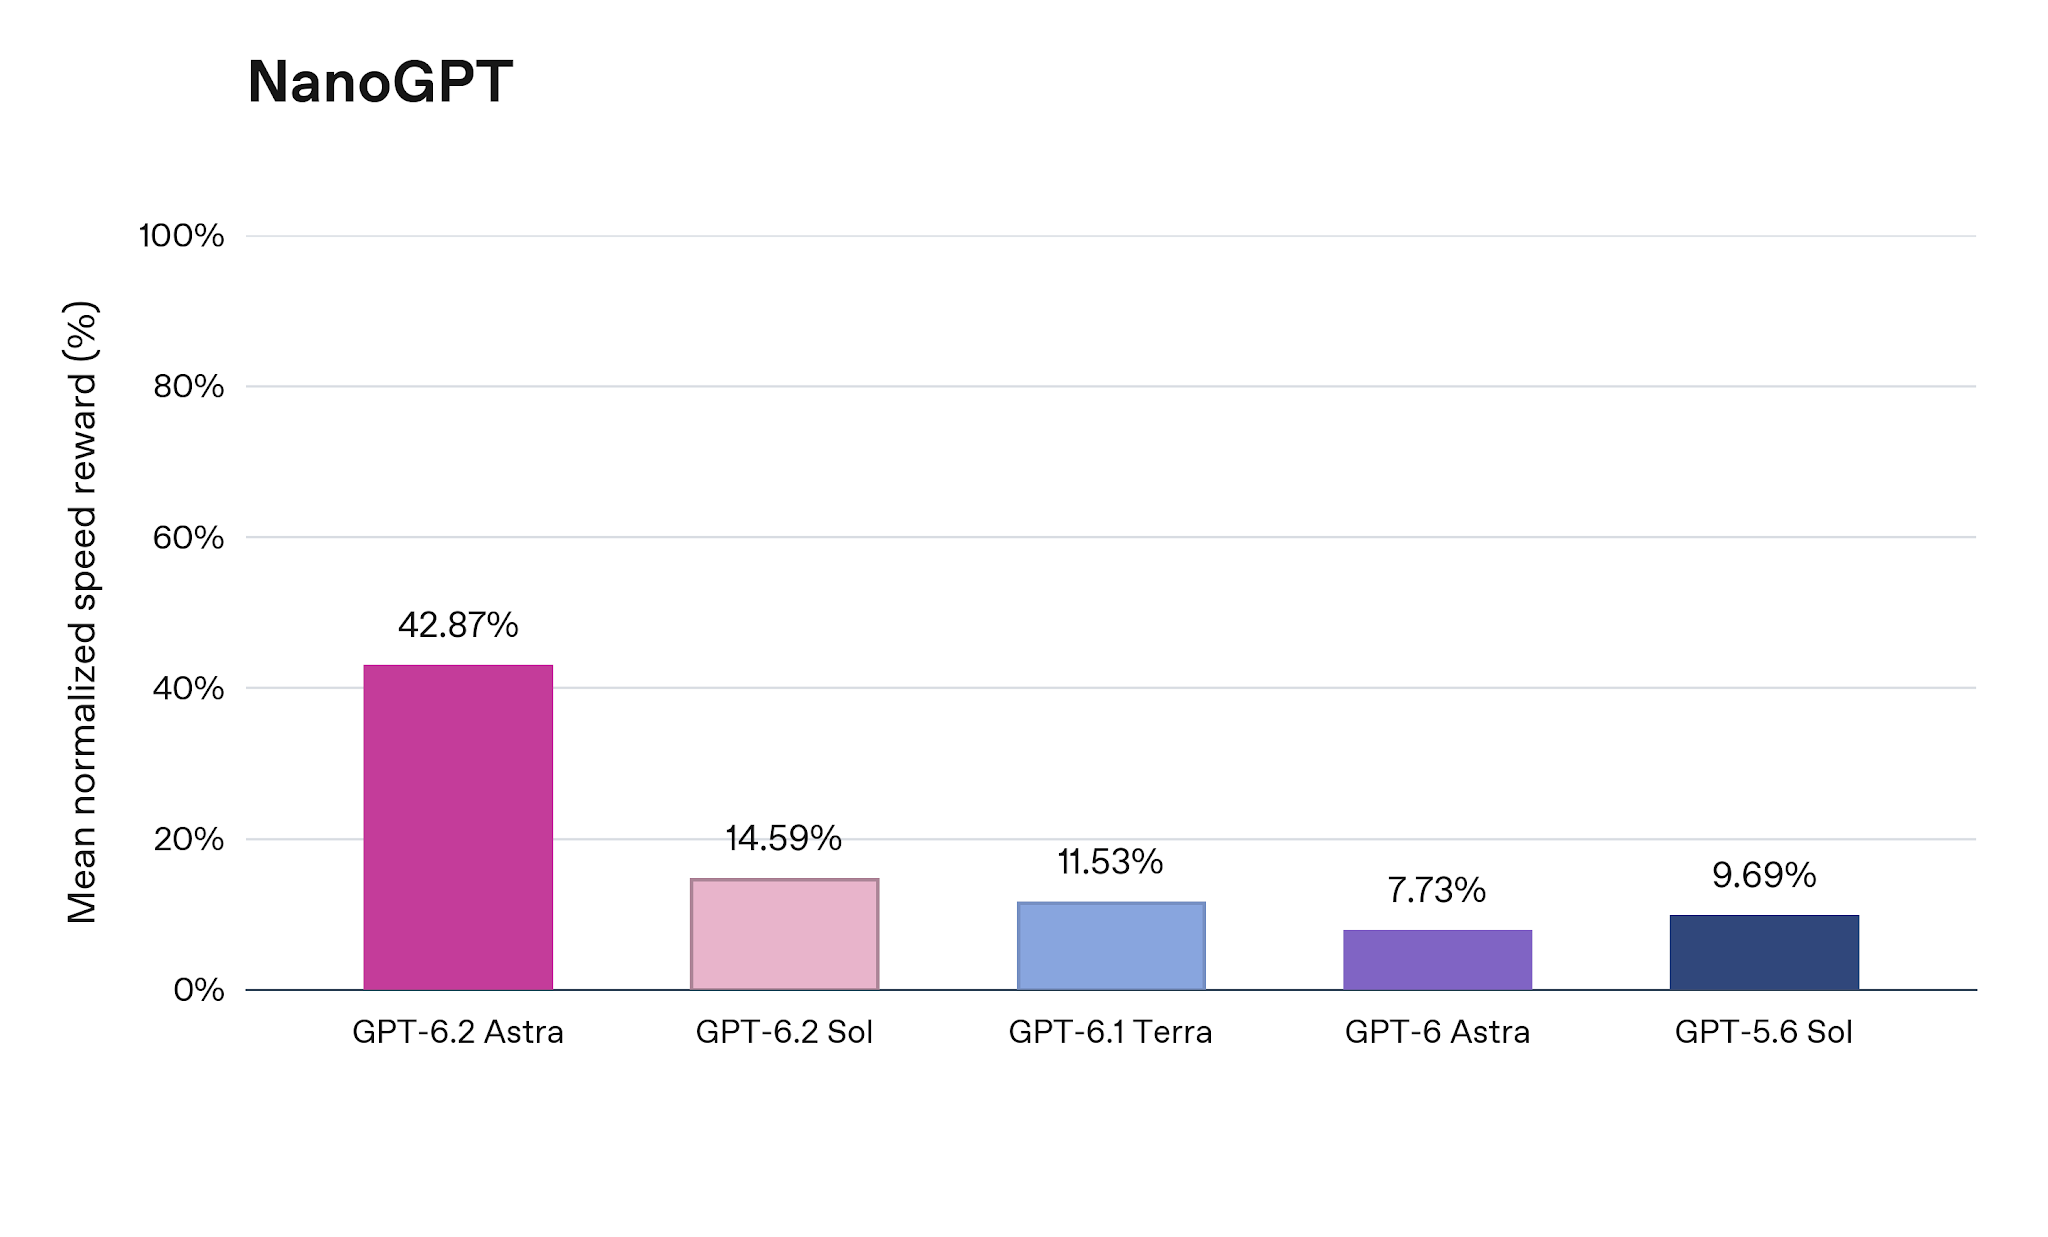 NanoGPT
Mean normalized speed reward (%)
100%
80%
60%
40%
20%
0%
42.87%
14.59%
11.53%
7.73%
9.69%
GPT-6.2 Astra
GPT-6.2 Sol
GPT-6.1 Terra
GPT-6 Astra
GPT-5.6 Sol